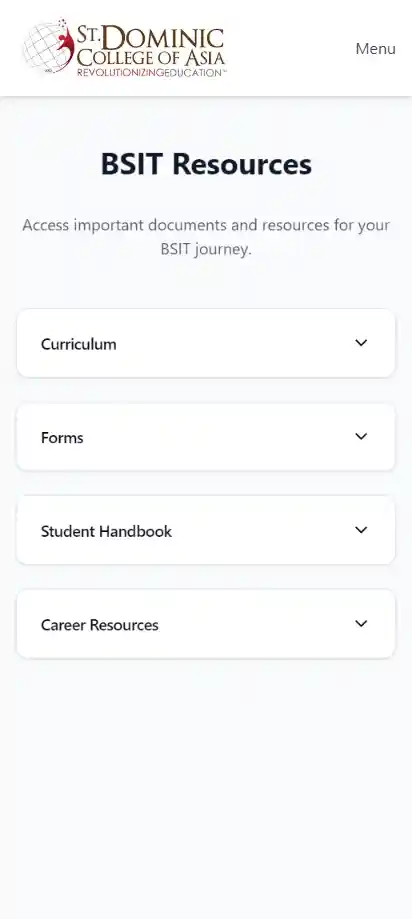 ST. DOMINIC
COLLEGE OF ASIA
REVOLUTIONIZINGEDUCATION™
Menu
BSIT Resources
Access important documents and resources for your
BSIT journey.
Curriculum
Forms
Student Handbook
Career Resources